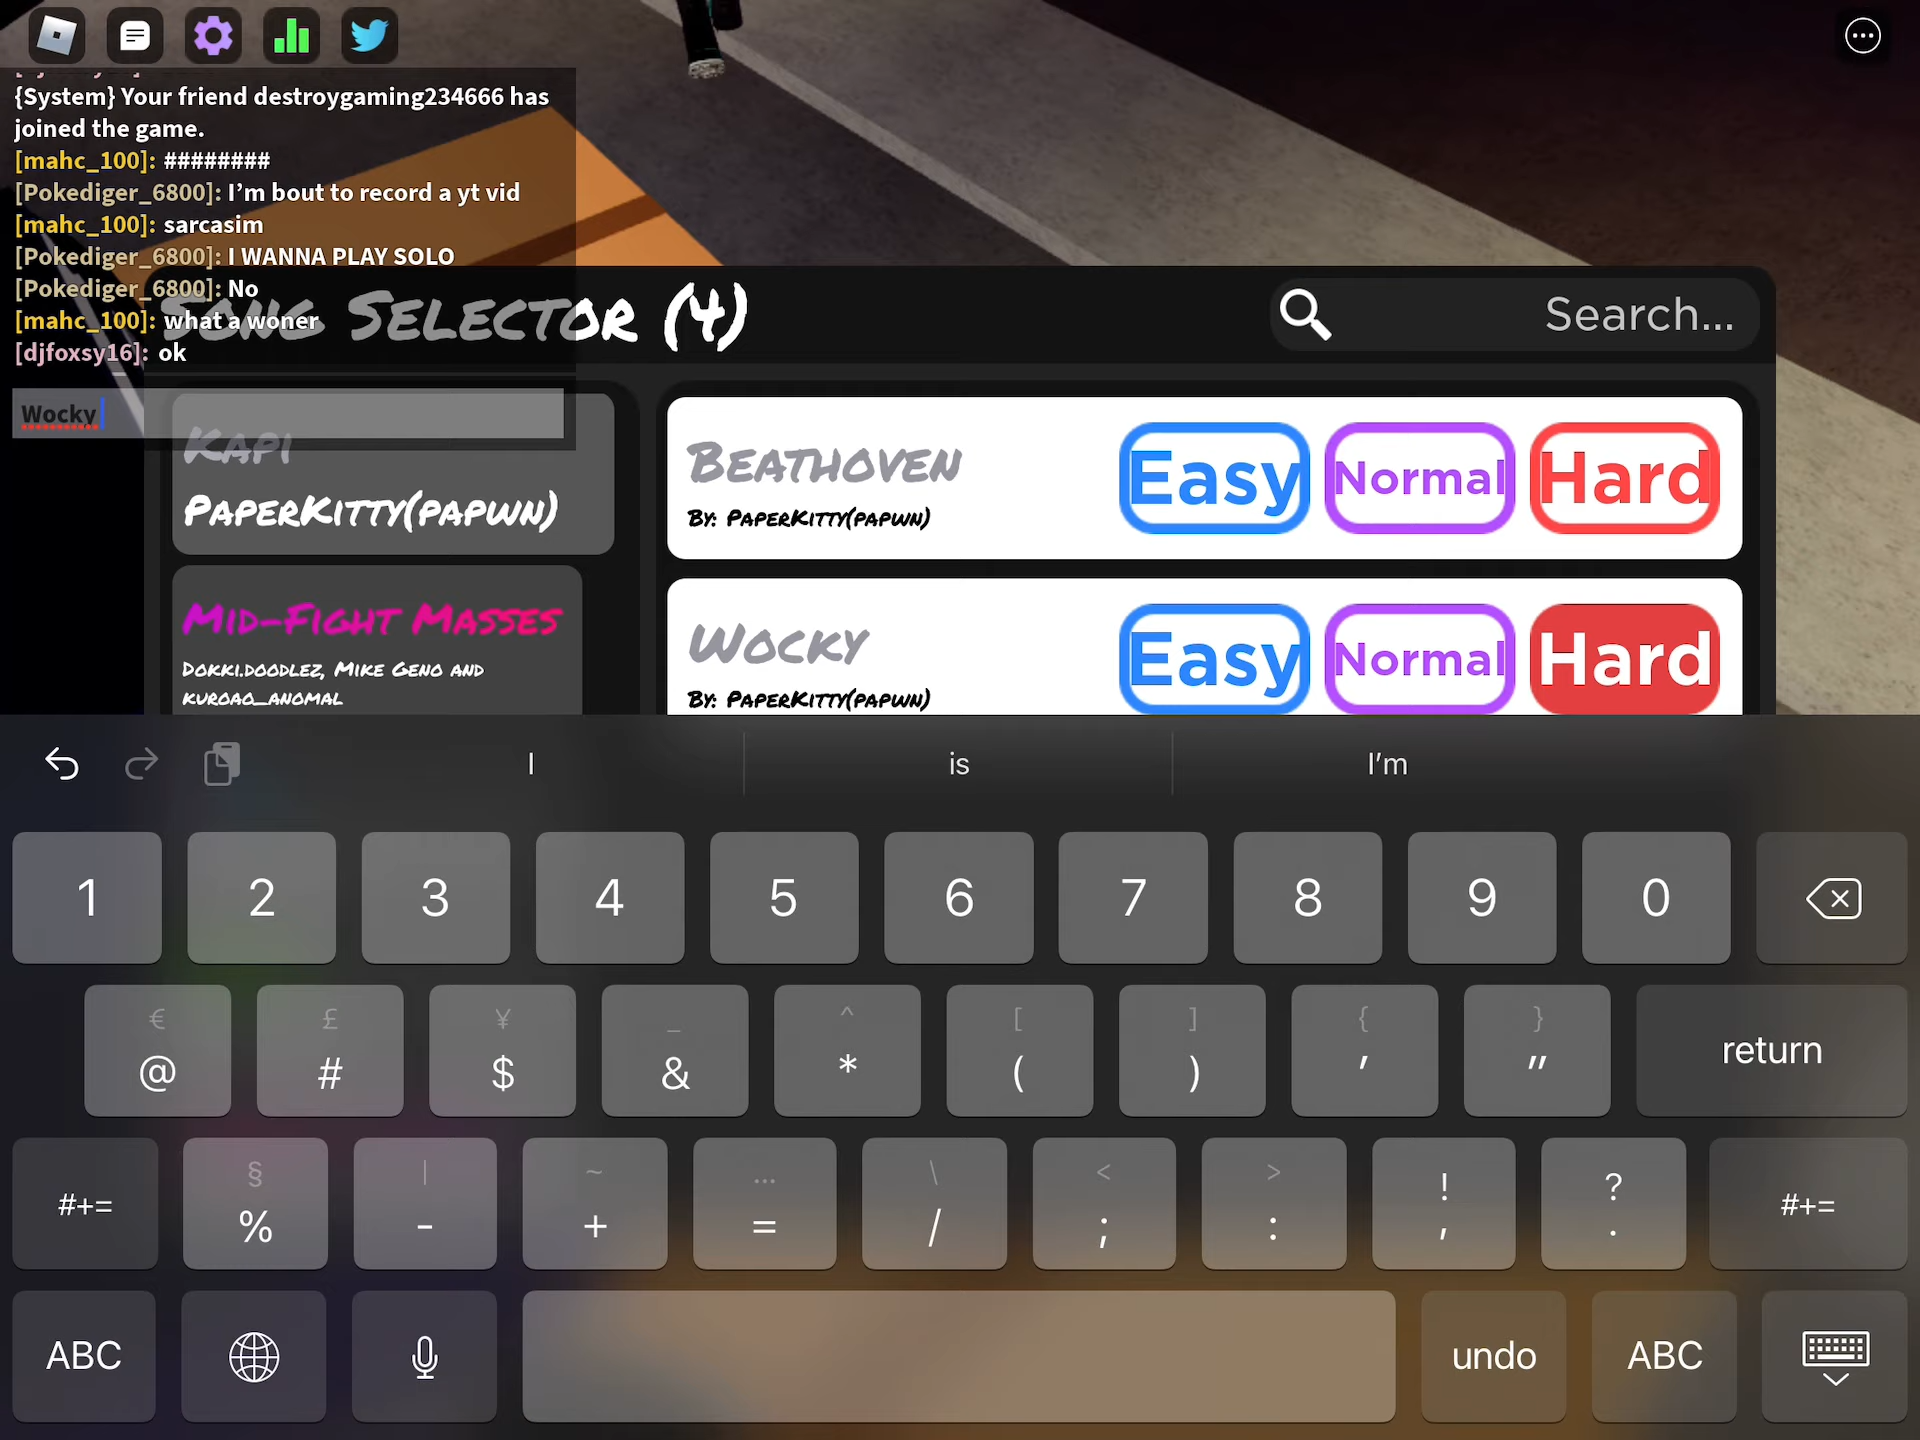 {System} Your friend destroygaming234666 has
joined the game.
[mahc_100]: ########
[Pokediger_6800]: I'm bout to record a yt vid
[mahc_100]: sarcasim
[Pokediger_6800]: I WANNA PLAY SOLO
[Pokediger_6800]: No
[mahc_100]: what a woner
[djfoxsy16]: ok
Wocky
Song Selector (4)
Search...
Kapi
PaperKitty(papwn)
Mid-Fight Masses
Dokki.doodlez, Mike Geno and
kuroao_anomal
Beathoven
By: PaperKitty(papwn)
Easy Normal Hard
Wocky
By: PaperKitty(papwn)
Easy Normal Hard
I is I'm
1 2 3 4 5 6 7 8 9 0
€ £ ¥ _ ^ [ ] { }
@ # $ & * ( ) ' " return
§ | ~ … \ < > ! ?
#+= % - + = / ; : , . #+=
ABC undo ABC